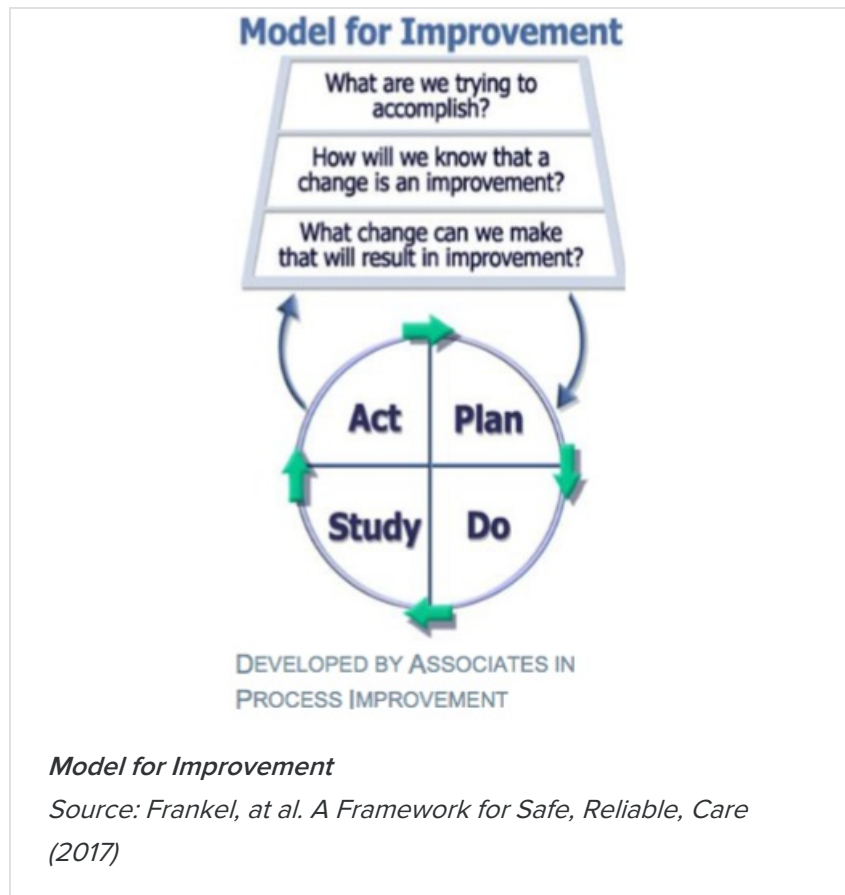 Model for Improvement
What are we trying to
accomplish?
How will we know that a
change is an improvement?
What change can we make
that will result in improvement?
Act
Plan
Study
Do
DEVELOPED BY ASSOCIATES IN
PROCESS IMPROVEMENT
Model for Improvement
Source: Frankel, at al. A Framework for Safe, Reliable, Care
(2017)